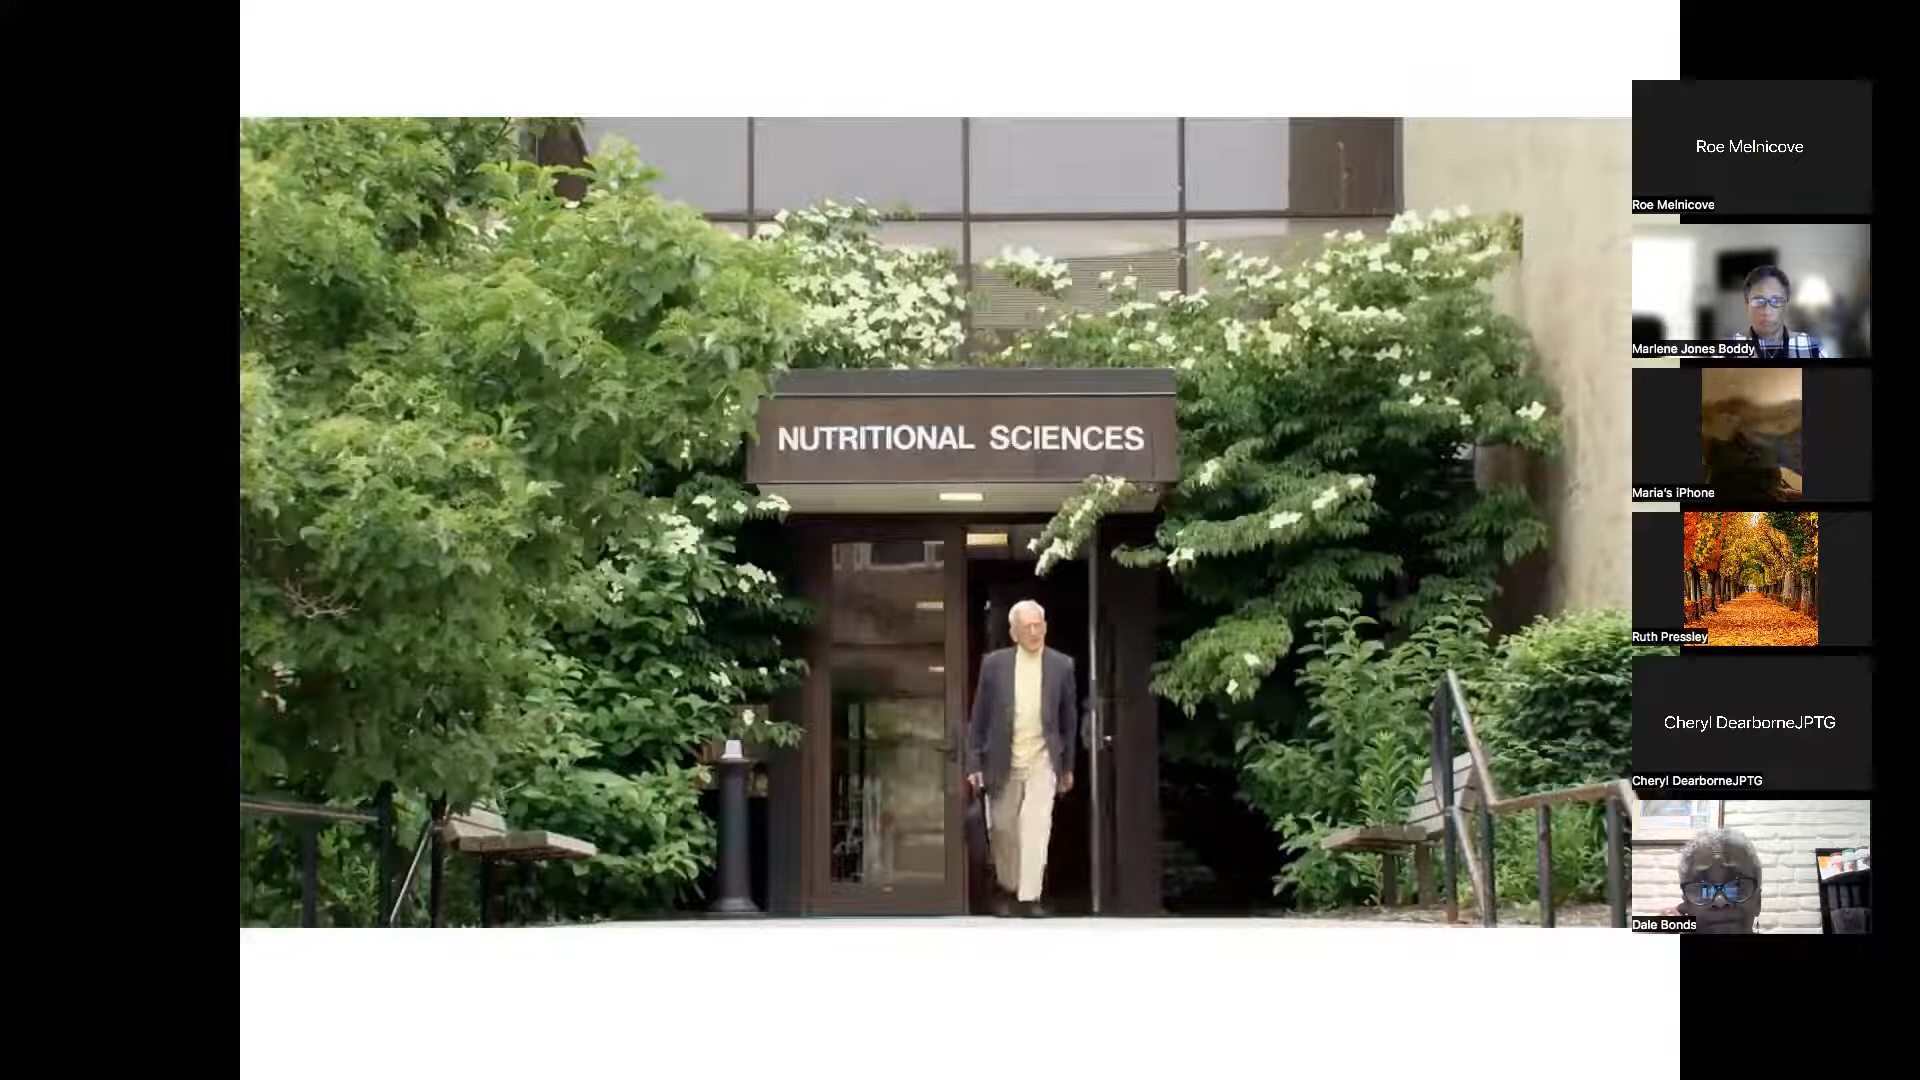 NUTRITIONAL SCIENCES
Roe Melnicove
Roe Melnicove
Marlene Jones Boddy
Maria's iPhone
Ruth Pressley
Cheryl DearborneJPTG
Cheryl DearborneJPTG
Dale Bonds